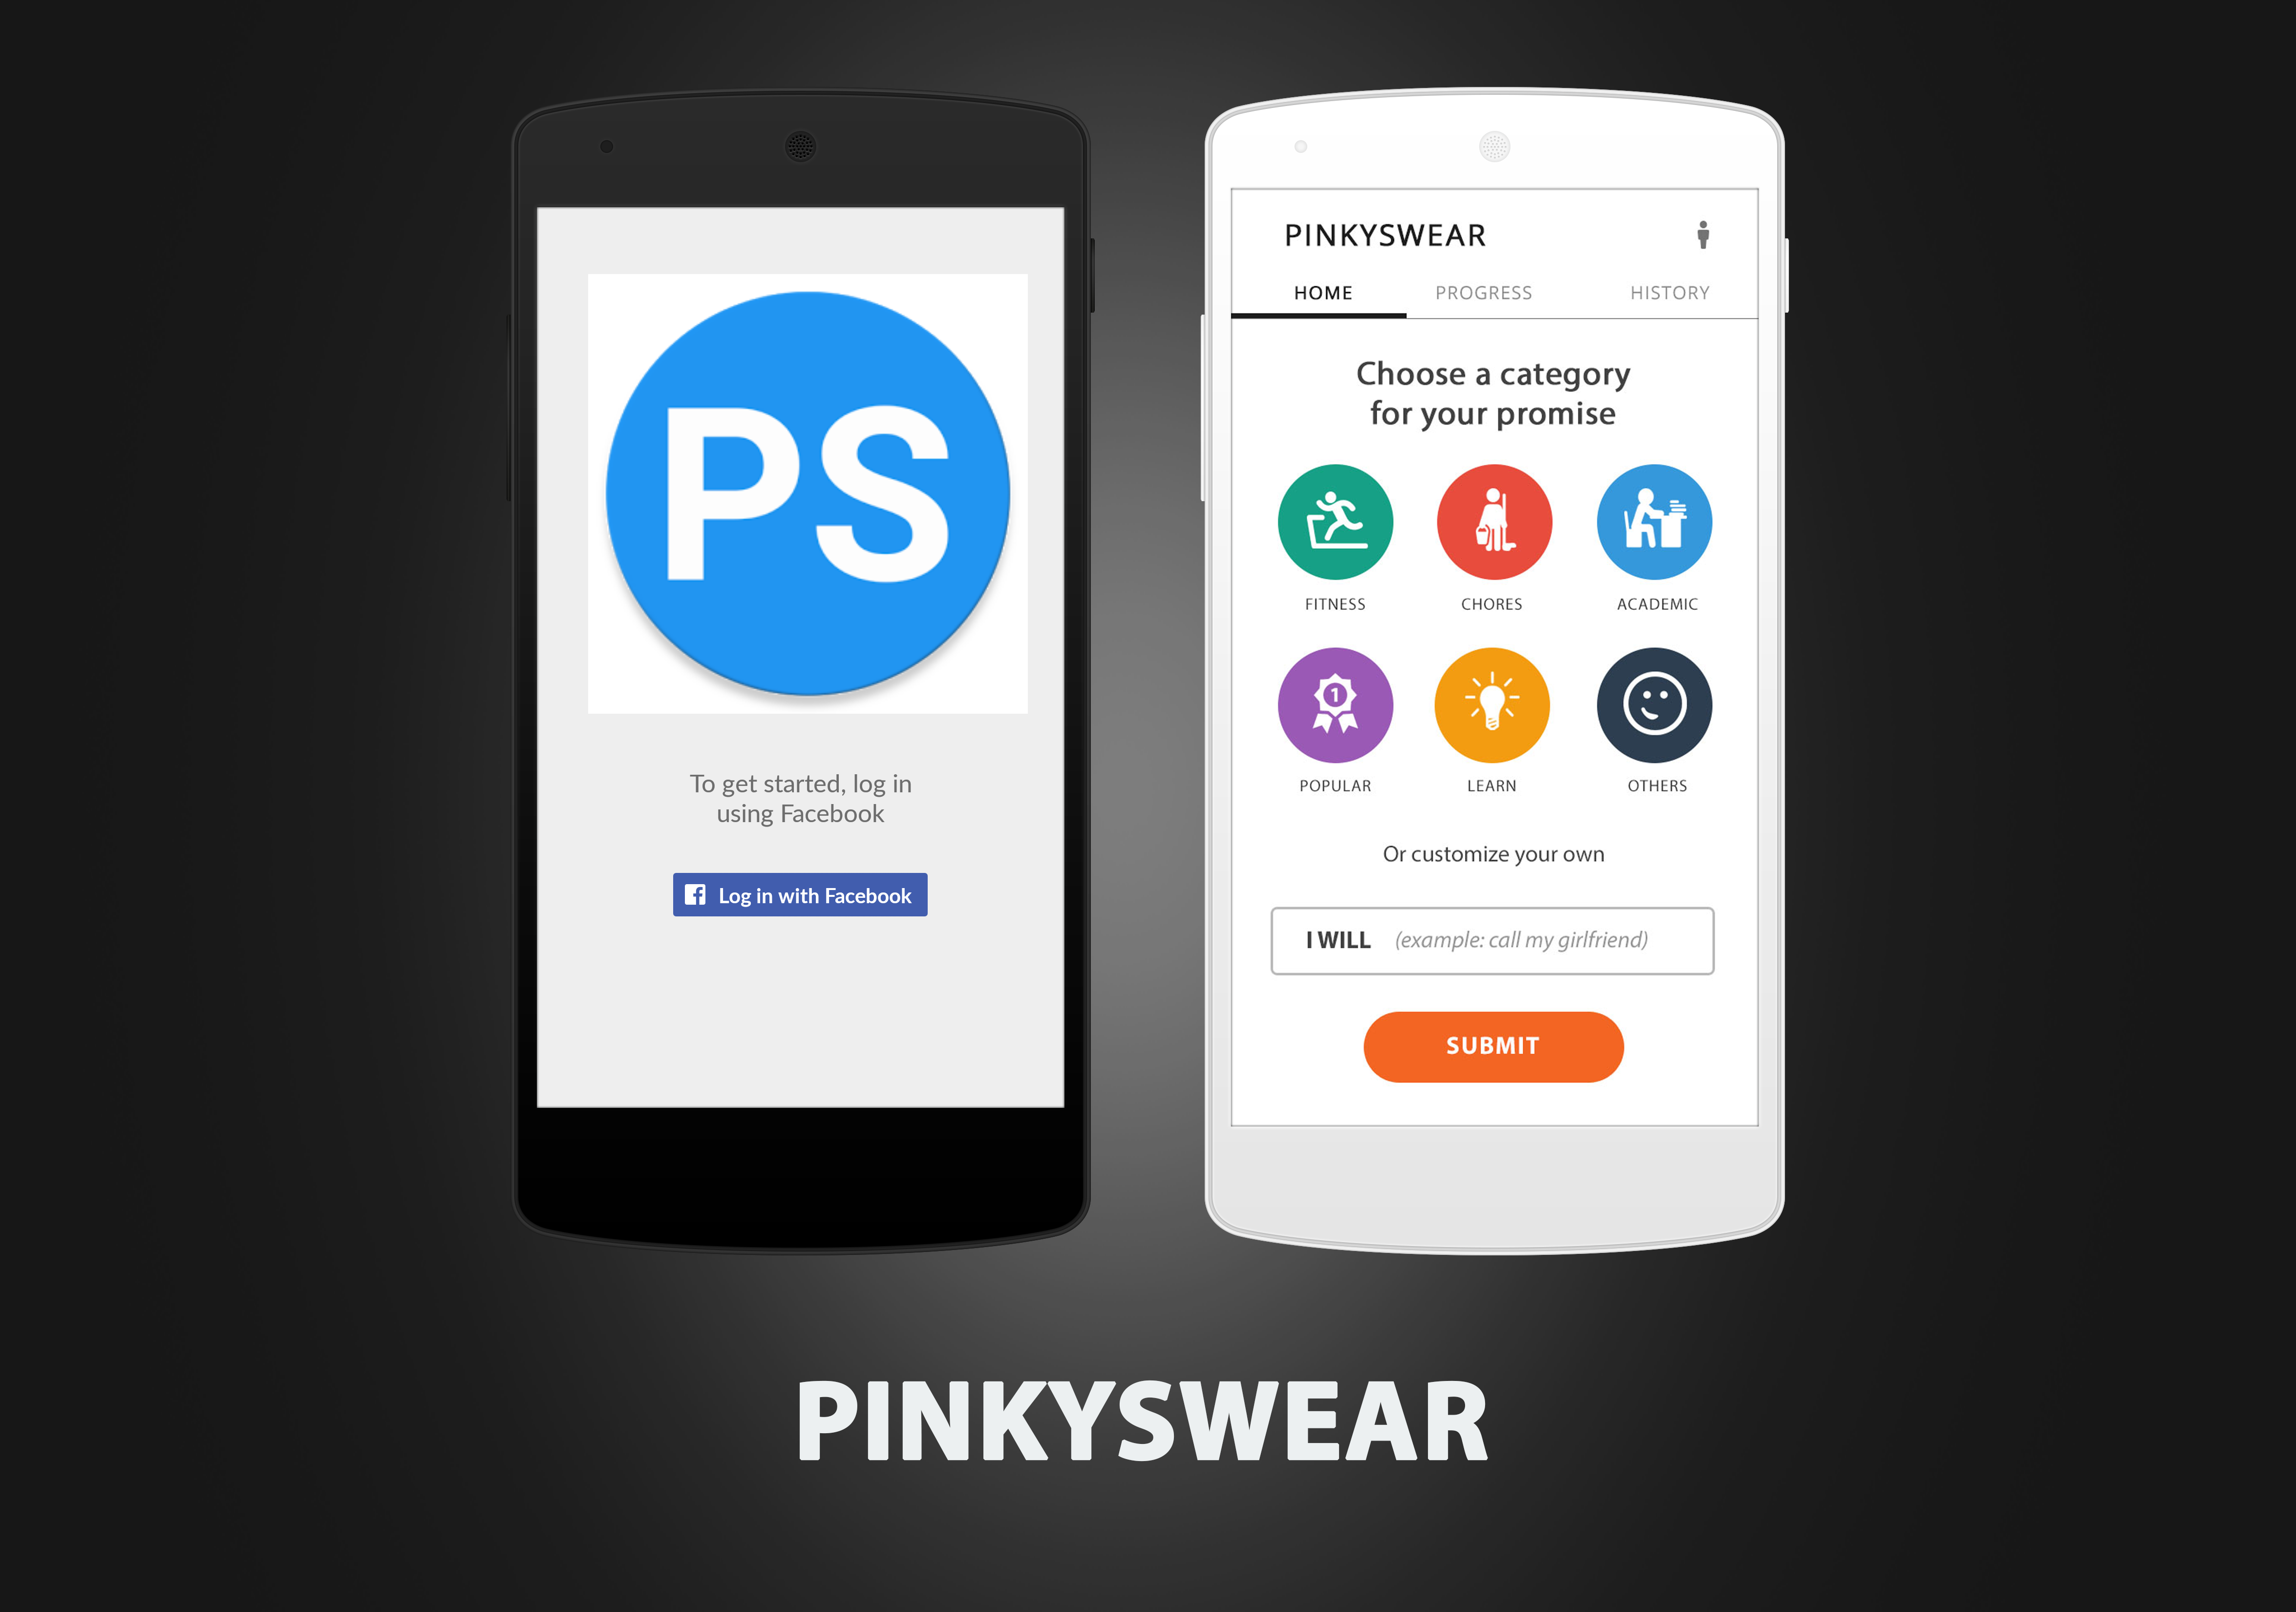 PS
To get started, log in
using Facebook
Log in with Facebook
PINKYSWEAR
HOME PROGRESS HISTORY
Choose a category
for your promise
FITNESS CHORES ACADEMIC
1
POPULAR LEARN OTHERS
Or customize your own
I WILL (example: call my girlfriend)
SUBMIT
PINKYSWEAR